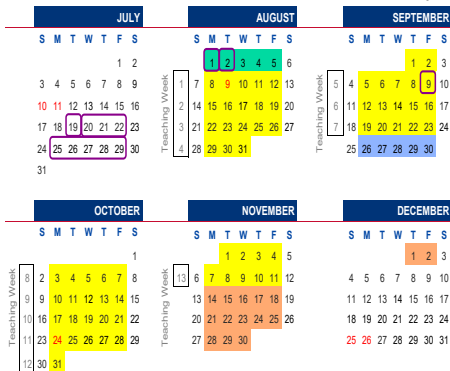 JULY
S M T W T F S
1 2
3 4 5 6 7 8 9
10 11 12 13 14 15 16
17 18 19 20 21 22 23
24 25 26 27 28 29 30
31
AUGUST
S M T W T F S
1 2 3 4 5 6
1 7 8 9 10 11 12 13
2 14 15 16 17 18 19 20
3 21 22 23 24 25 26 27
4 28 29 30 31
Teaching Week
SEPTEMBER
S M T W T F S
1 2 3
5 4 5 6 7 8 9 10
6 11 12 13 14 15 16 17
7 18 19 20 21 22 23 24
25 26 27 28 29 30
Teaching Week
OCTOBER
S M T W T F S
1
8 2 3 4 5 6 7 8
9 9 10 11 12 13 14 15
10 16 17 18 19 20 21 22
11 23 24 25 26 27 28 29
12 30 31
Teaching Week
NOVEMBER
S M T W T F S
1 2 3 4 5
13 6 7 8 9 10 11 12
13 14 15 16 17 18 19
20 21 22 23 24 25 26
27 28 29 30
Teaching Week
DECEMBER
S M T W T F S
1 2 3
4 5 6 7 8 9 10
11 12 13 14 15 16 17
18 19 20 21 22 23 24
25 26 27 28 29 30 31